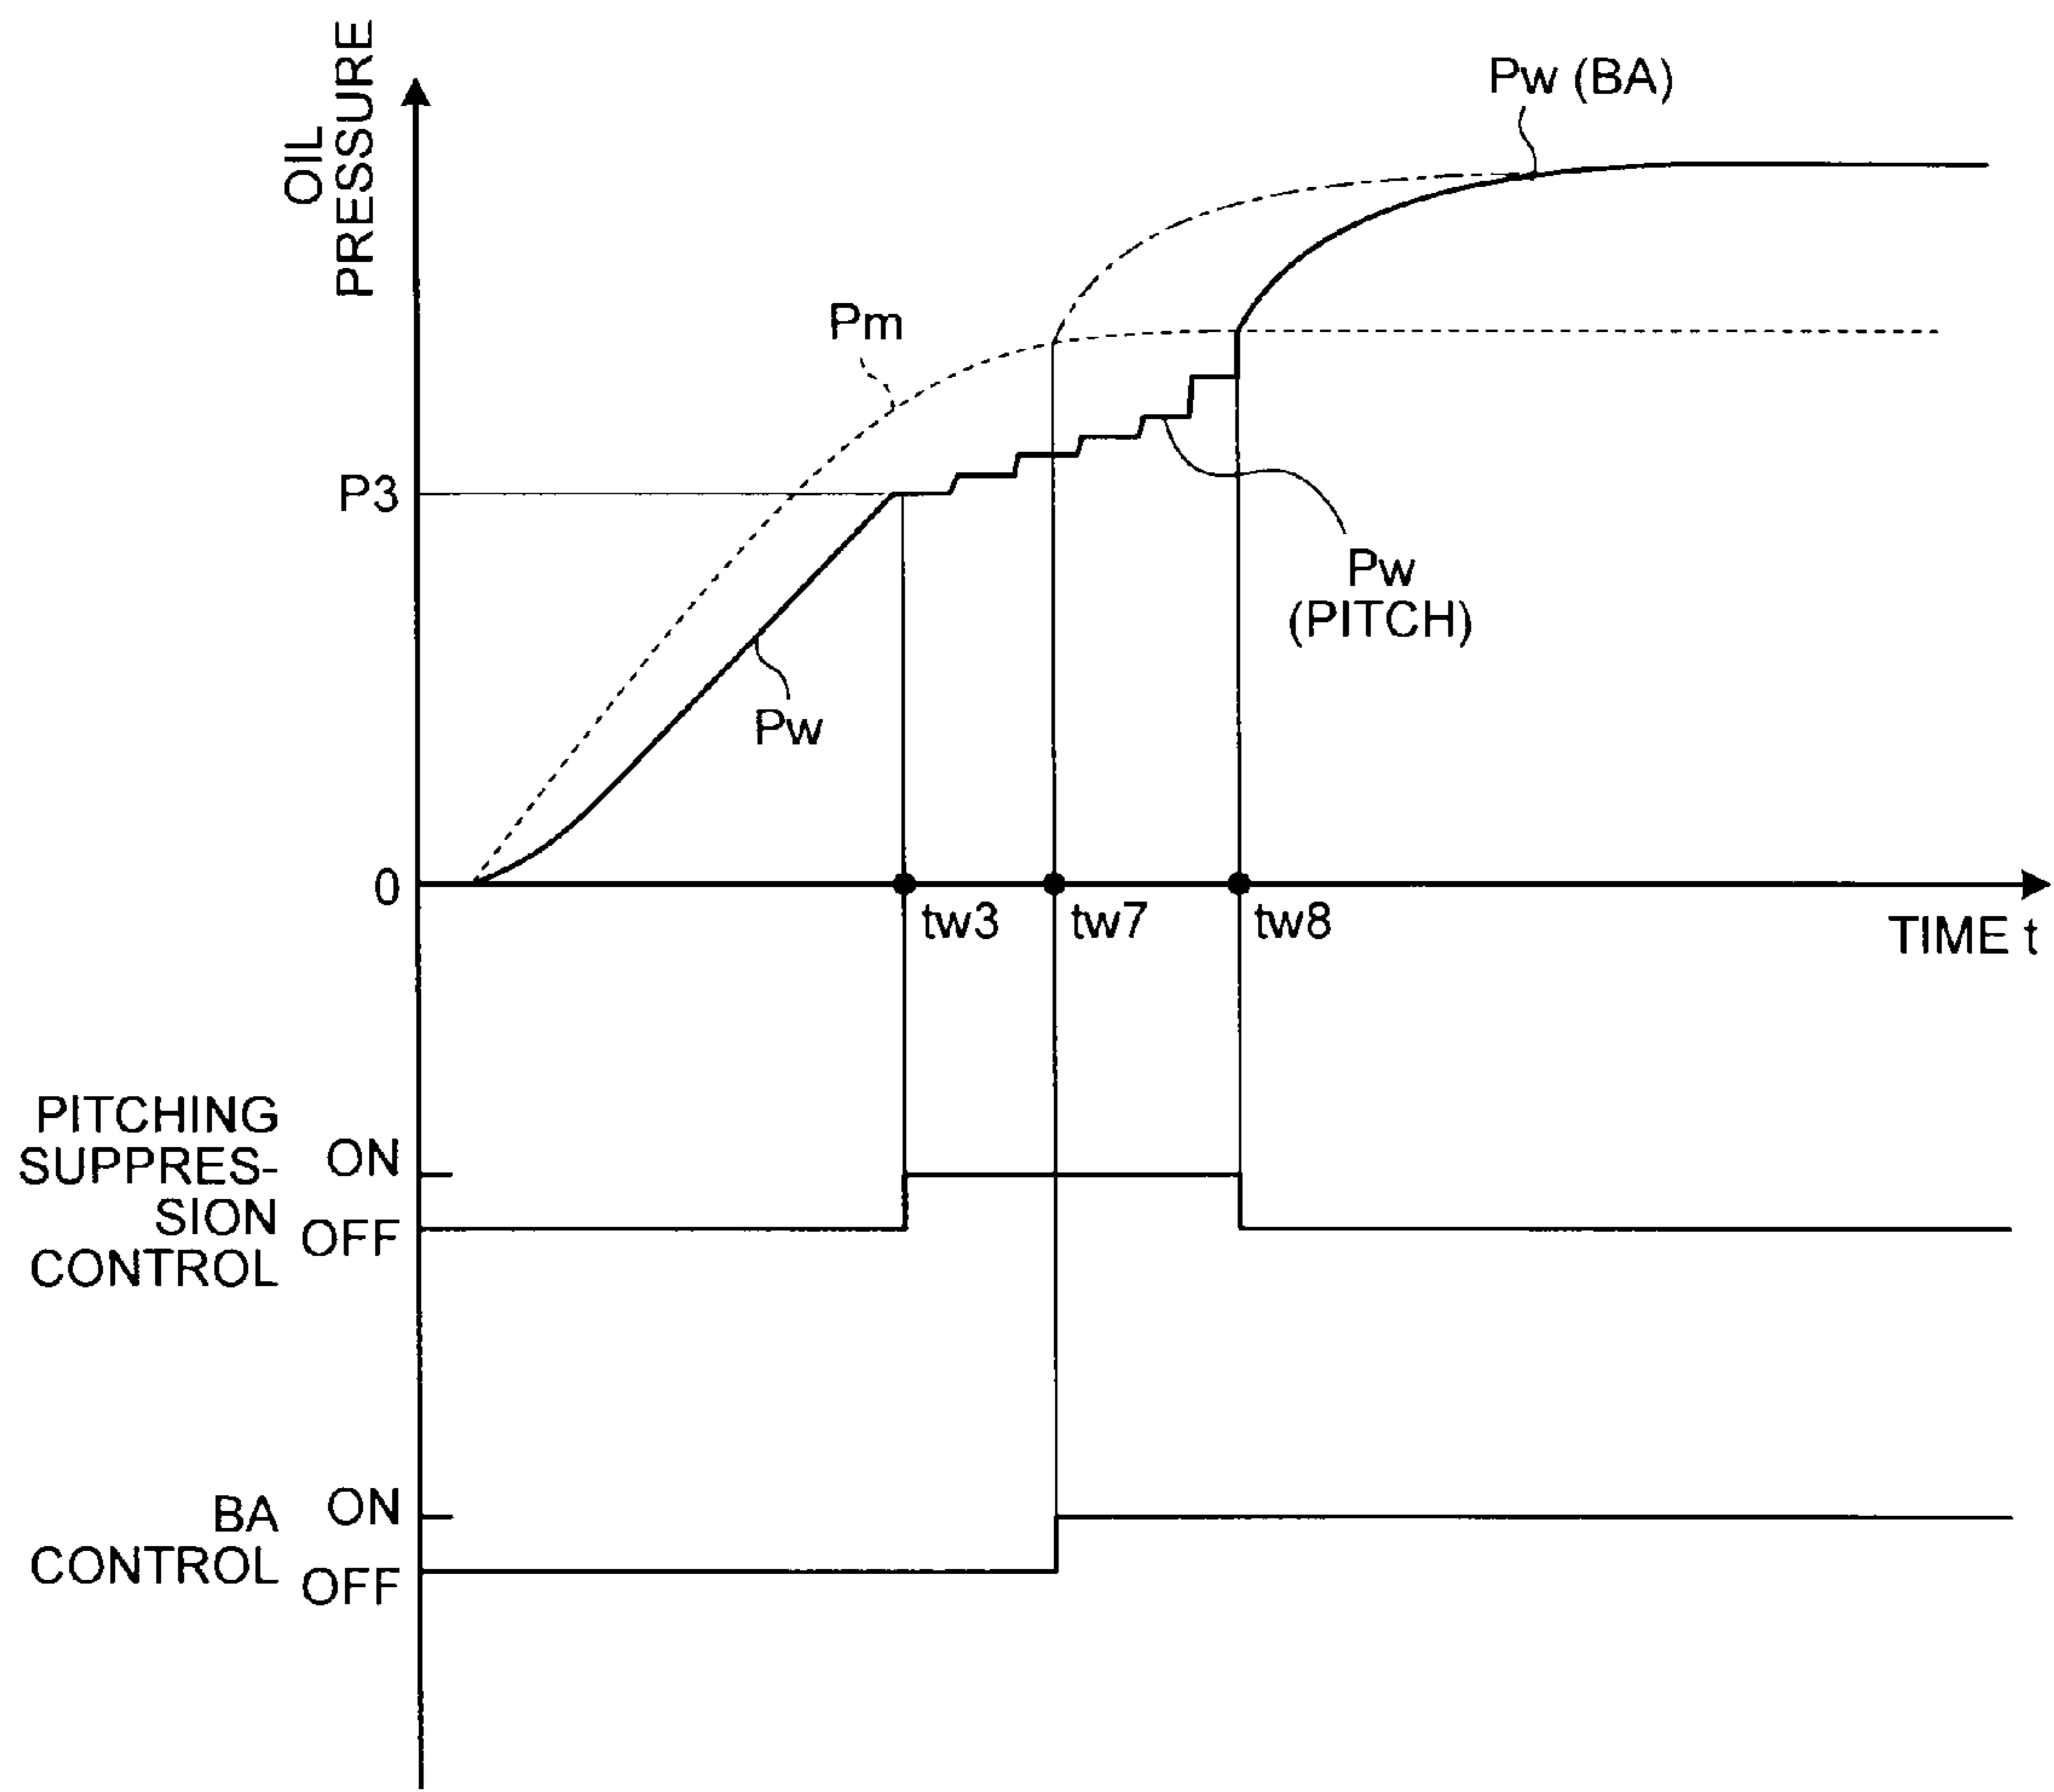 OIL
PRESSURE
Pw (BA)
Pm
P3
Pw
(PITCH)
Pw
0
tw3
tw7
tw8
TIME t
PITCHING
SUPPRES-
SION
CONTROL
ON
OFF
BA
CONTROL
ON
OFF